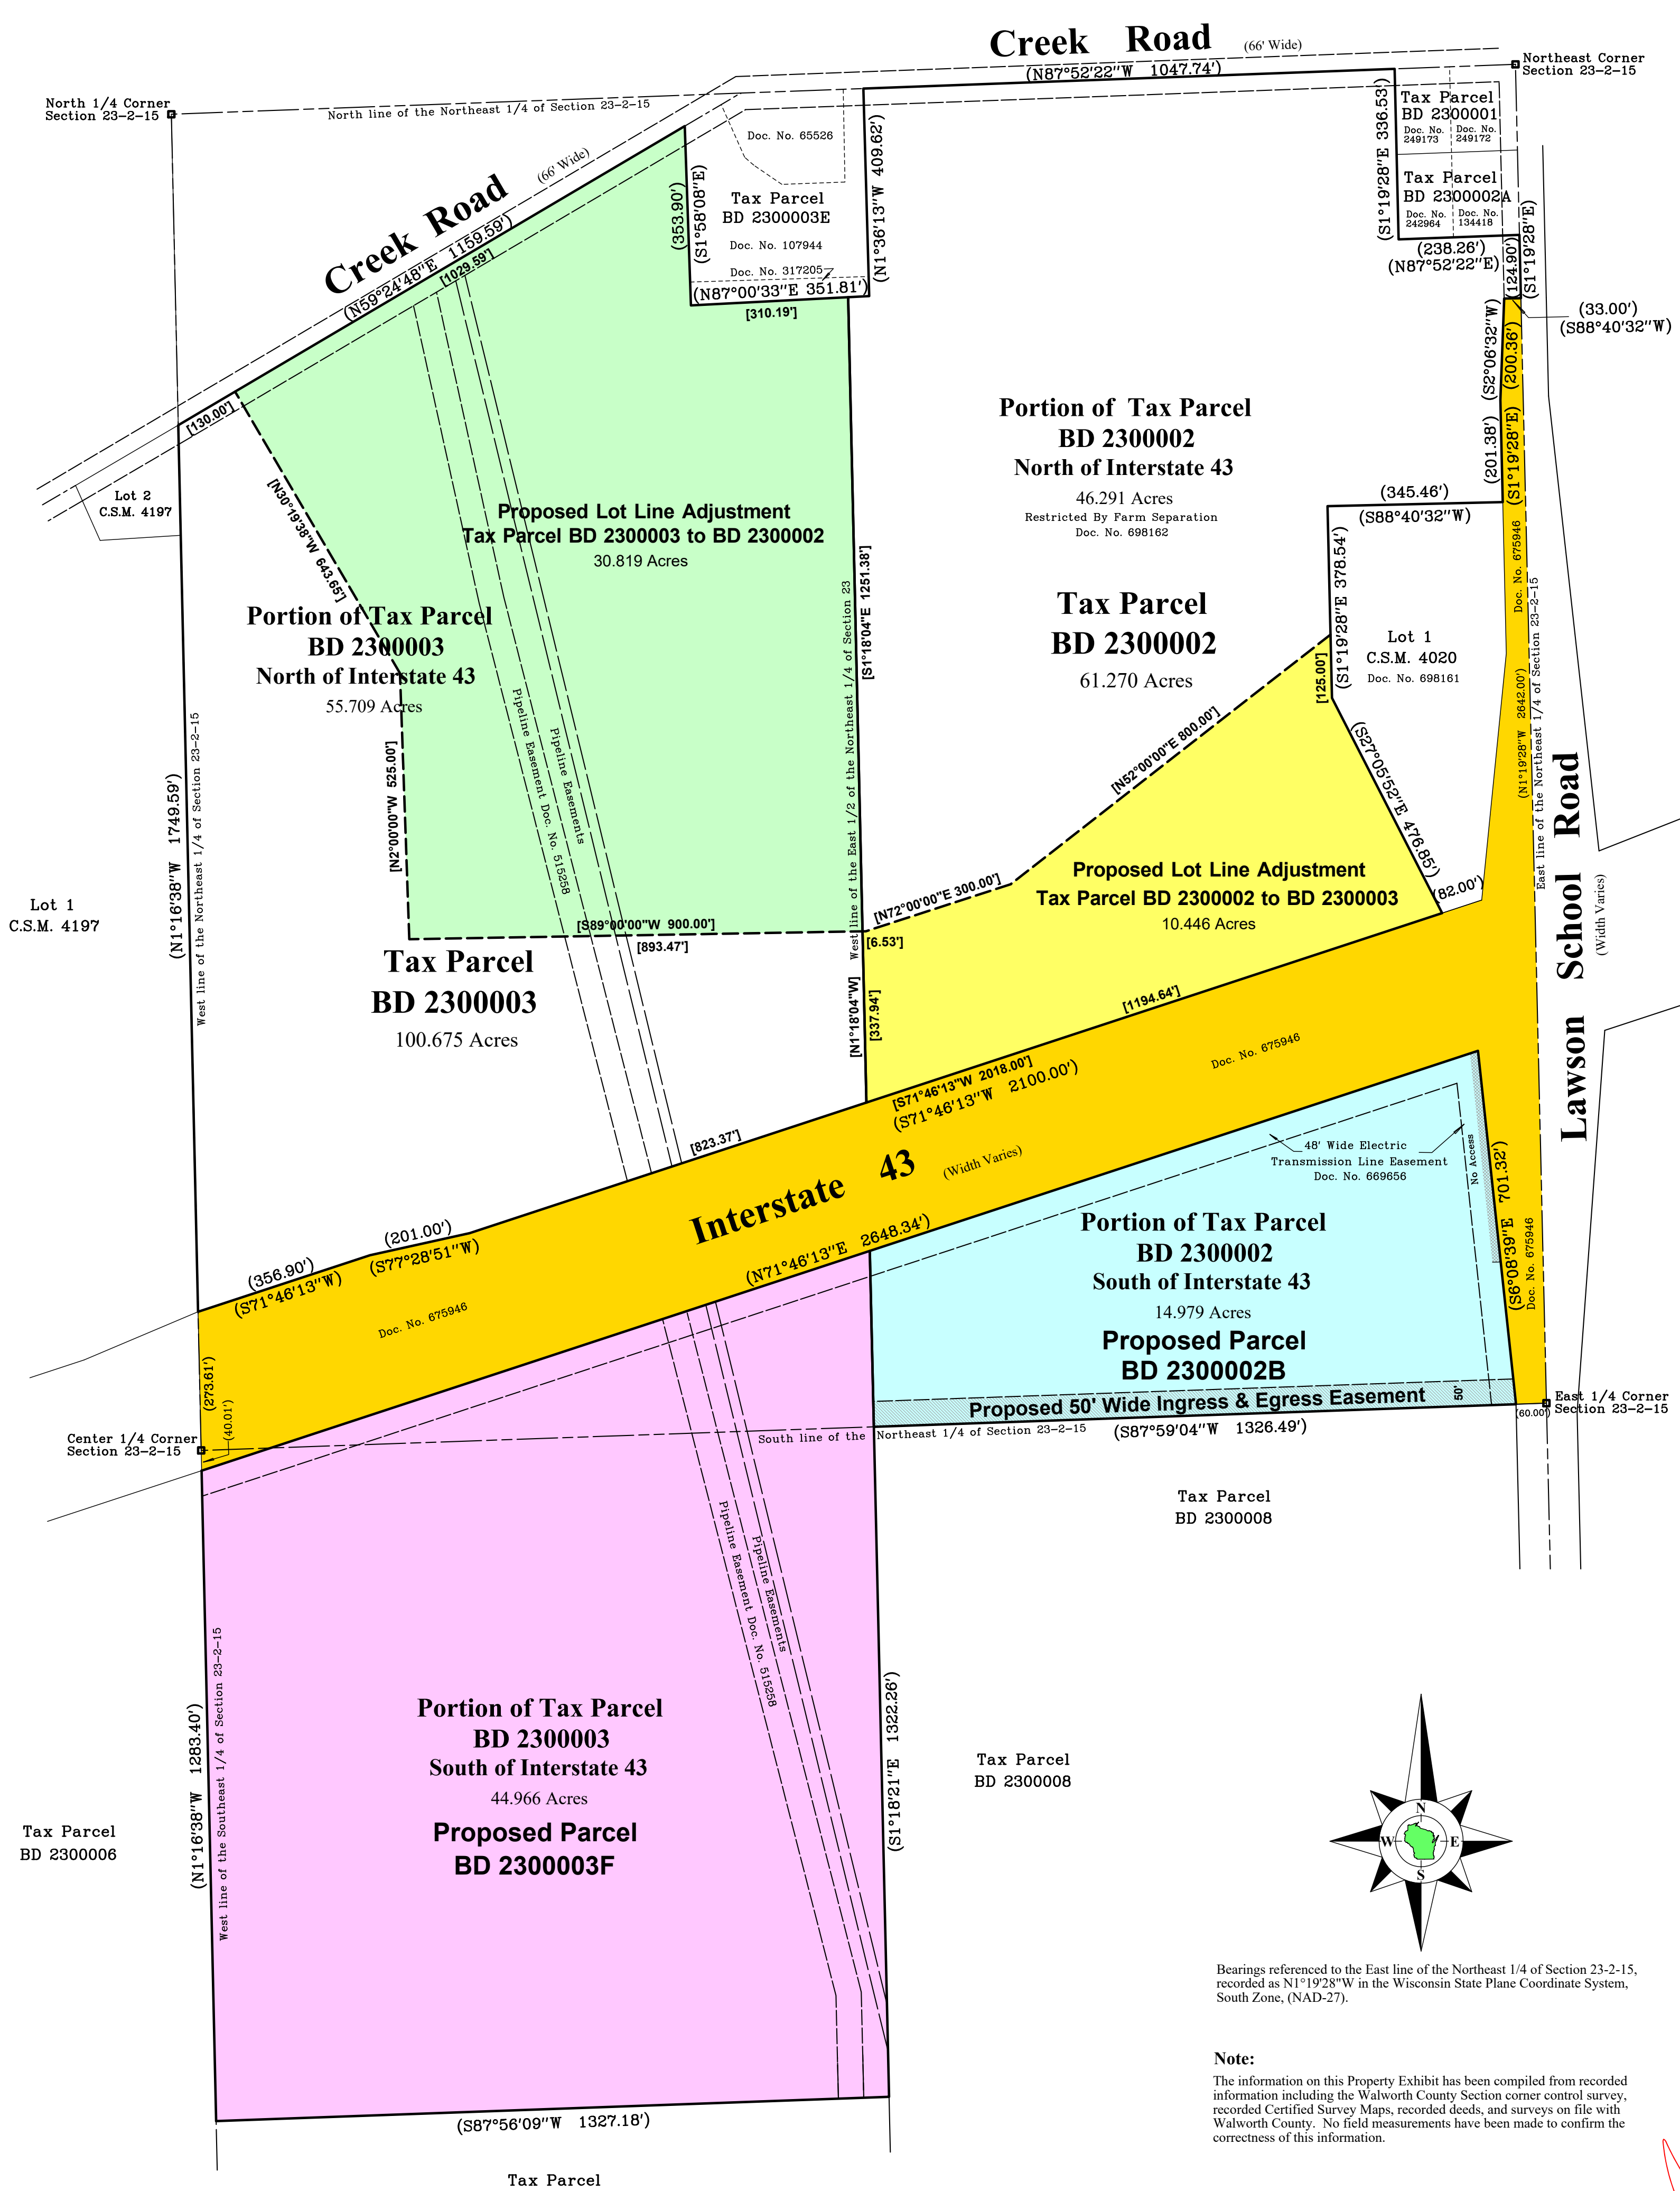 Creek Road (66' Wide)
(N87°52'22"W 1047.74')
Northeast Corner
Section 23-2-15
North 1/4 Corner
Section 23-2-15
North line of the Northeast 1/4 of Section 23-2-15
Creek Road
(66' Wide)
(N59°24'48"E 1159.59')
[1029.59']
[130.00']
(353.90')
(S1°58'08"E)
Doc. No. 65526
Tax Parcel
BD 2300003E
Doc. No. 107944
Doc. No. 317205
(N87°00'33"E 351.81')
[310.19']
(N1°36'13"W 409.62')
(S1°19'28"E 336.53')
Tax Parcel
BD 2300001
Doc. No.
249173
Doc. No.
249172
Tax Parcel
BD 2300002A
Doc. No.
242964
Doc. No.
134418
(238.26')
(N87°52'22"E)
(124.90')
(S1°19'28"E)
(33.00')
(S88°40'32"W)
(S2°06'32"W)
(201.38')
(200.36')
(S1°19'28"E)
(345.46')
(S88°40'32"W)
Lot 2
C.S.M. 4197
Portion of Tax Parcel
BD 2300002
North of Interstate 43
46.291 Acres
Restricted By Farm Separation
Doc. No. 698162
Proposed Lot Line Adjustment
Tax Parcel BD 2300003 to BD 2300002
30.819 Acres
[N30°19'38"W 643.65']
Portion of Tax Parcel
BD 2300003
North of Interstate 43
55.709 Acres
[N2°00'00"W 525.00']
Pipeline Easement Doc. No. 515258
Pipeline Easements
[S1°18'04"E 1251.38']
West line of the East 1/2 of the Northeast 1/4 of Section 23
Tax Parcel
BD 2300002
61.270 Acres
(S1°19'28"E 378.54')
[125.00']
Lot 1
C.S.M. 4020
Doc. No. 698161
Doc. No. 675946
(N1°19'28"W 2642.00')
East line of the Northeast 1/4 of Section 23-2-15
(S27°05'52"E 476.85')
(82.00')
Lawson School Road
(Width Varies)
[N52°00'00"E 800.00']
[N72°00'00"E 300.00']
Proposed Lot Line Adjustment
Tax Parcel BD 2300002 to BD 2300003
10.446 Acres
(N1°16'38"W 1749.59')
West line of the Northeast 1/4 of Section 23-2-15
Lot 1
C.S.M. 4197
[S89°00'00"W 900.00']
[893.47']
[6.53']
Tax Parcel
BD 2300003
100.675 Acres
[N1°18'04"W]
[337.94']
[1194.64']
[S71°46'13"W 2018.00']
(S71°46'13"W 2100.00')
Doc. No. 675946
[823.37']
Interstate 43
(Width Varies)
(201.00')
(S77°28'51"W)
(356.90')
(S71°46'13"W)
Doc. No. 675946
(N71°46'13"E 2648.34')
48' Wide Electric
Transmission Line Easement
Doc. No. 669656
No Access
(S6°08'39"E 701.32')
Doc. No. 675946
Portion of Tax Parcel
BD 2300002
South of Interstate 43
14.979 Acres
Proposed Parcel
BD 2300002B
Proposed 50' Wide Ingress & Egress Easement
50'
(60.00')
East 1/4 Corner
Section 23-2-15
(273.61')
(40.01')
Center 1/4 Corner
Section 23-2-15
South line of the Northeast 1/4 of Section 23-2-15
(S87°59'04"W 1326.49')
Tax Parcel
BD 2300008
Pipeline Easement Doc. No. 515258
Pipeline Easements
(N1°16'38"W 1283.40')
West line of the Southeast 1/4 of Section 23-2-15
Portion of Tax Parcel
BD 2300003
South of Interstate 43
44.966 Acres
Proposed Parcel
BD 2300003F
(S1°18'21"E 1322.26')
Tax Parcel
BD 2300008
Tax Parcel
BD 2300006
N
W E
S
Bearings referenced to the East line of the Northeast 1/4 of Section 23-2-15,
recorded as N1°19'28"W in the Wisconsin State Plane Coordinate System,
South Zone, (NAD-27).
Note:
The information on this Property Exhibit has been compiled from recorded
information including the Walworth County Section corner control survey,
recorded Certified Survey Maps, recorded deeds, and surveys on file with
Walworth County. No field measurements have been made to confirm the
correctness of this information.
(S87°56'09"W 1327.18')
Tax Parcel